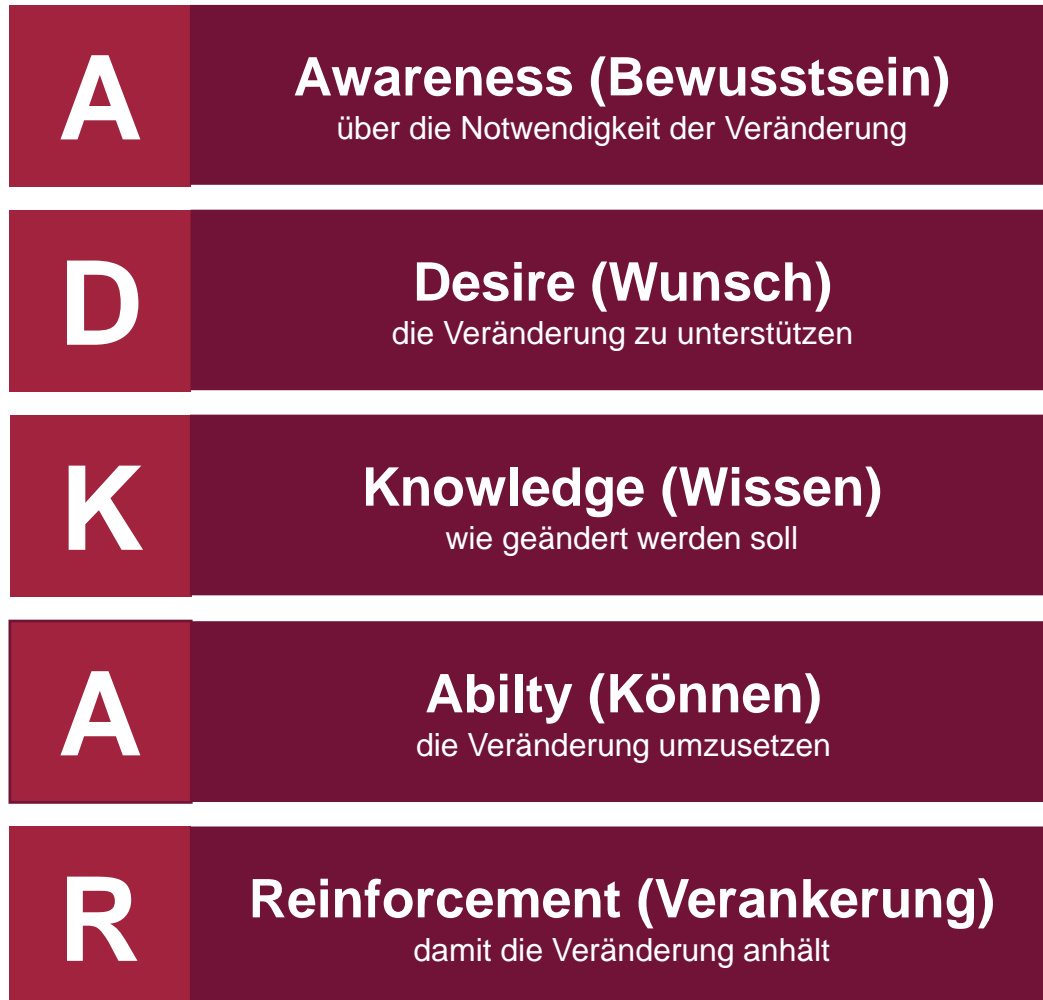 A
Awareness (Bewusstsein)
über die Notwendigkeit der Veränderung
D
Desire (Wunsch)
die Veränderung zu unterstützen
K
Knowledge (Wissen)
wie geändert werden soll
A
Abilty (Können)
die Veränderung umzusetzen
R
Reinforcement (Verankerung)
damit die Veränderung anhält